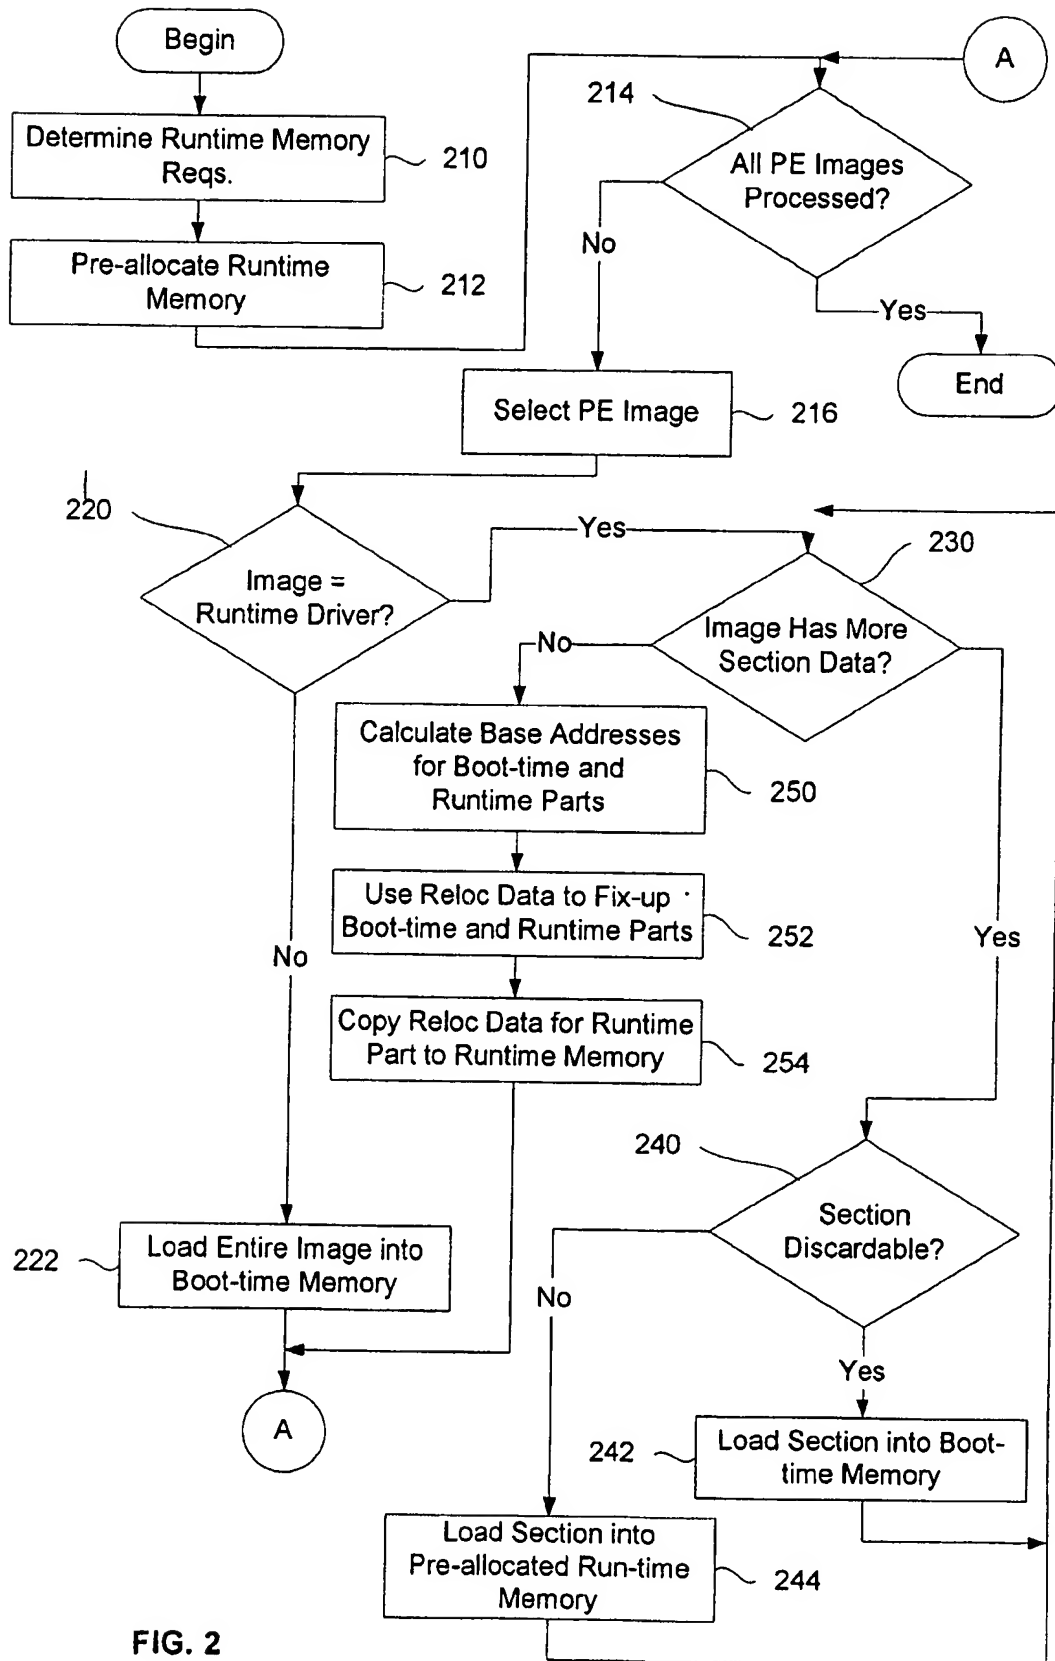 Begin
A
214
Determine Runtime Memory
Reqs.
210
All PE Images
Processed?
No
Pre-allocate Runtime
Memory
212
Yes
End
Select PE Image
216
220
Yes
230
Image =
Runtime Driver?
Image Has More
Section Data?
No
Calculate Base Addresses
for Boot-time and
Runtime Parts
250
Use Reloc Data to Fix-up
Boot-time and Runtime Parts
252
Yes
No
Copy Reloc Data for Runtime
Part to Runtime Memory
254
240
Section
Discardable?
222
Load Entire Image into
Boot-time Memory
No
Yes
A
242
Load Section into Boot-
time Memory
Load Section into
Pre-allocated Run-time
Memory
244
FIG. 2